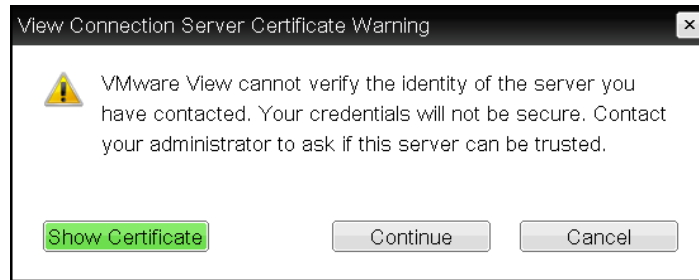 View Connection Server Certificate Warning
VMware View cannot verify the identity of the server you
have contacted. Your credentials will not be secure. Contact
your administrator to ask if this server can be trusted.
Show Certificate
Continue
Cancel